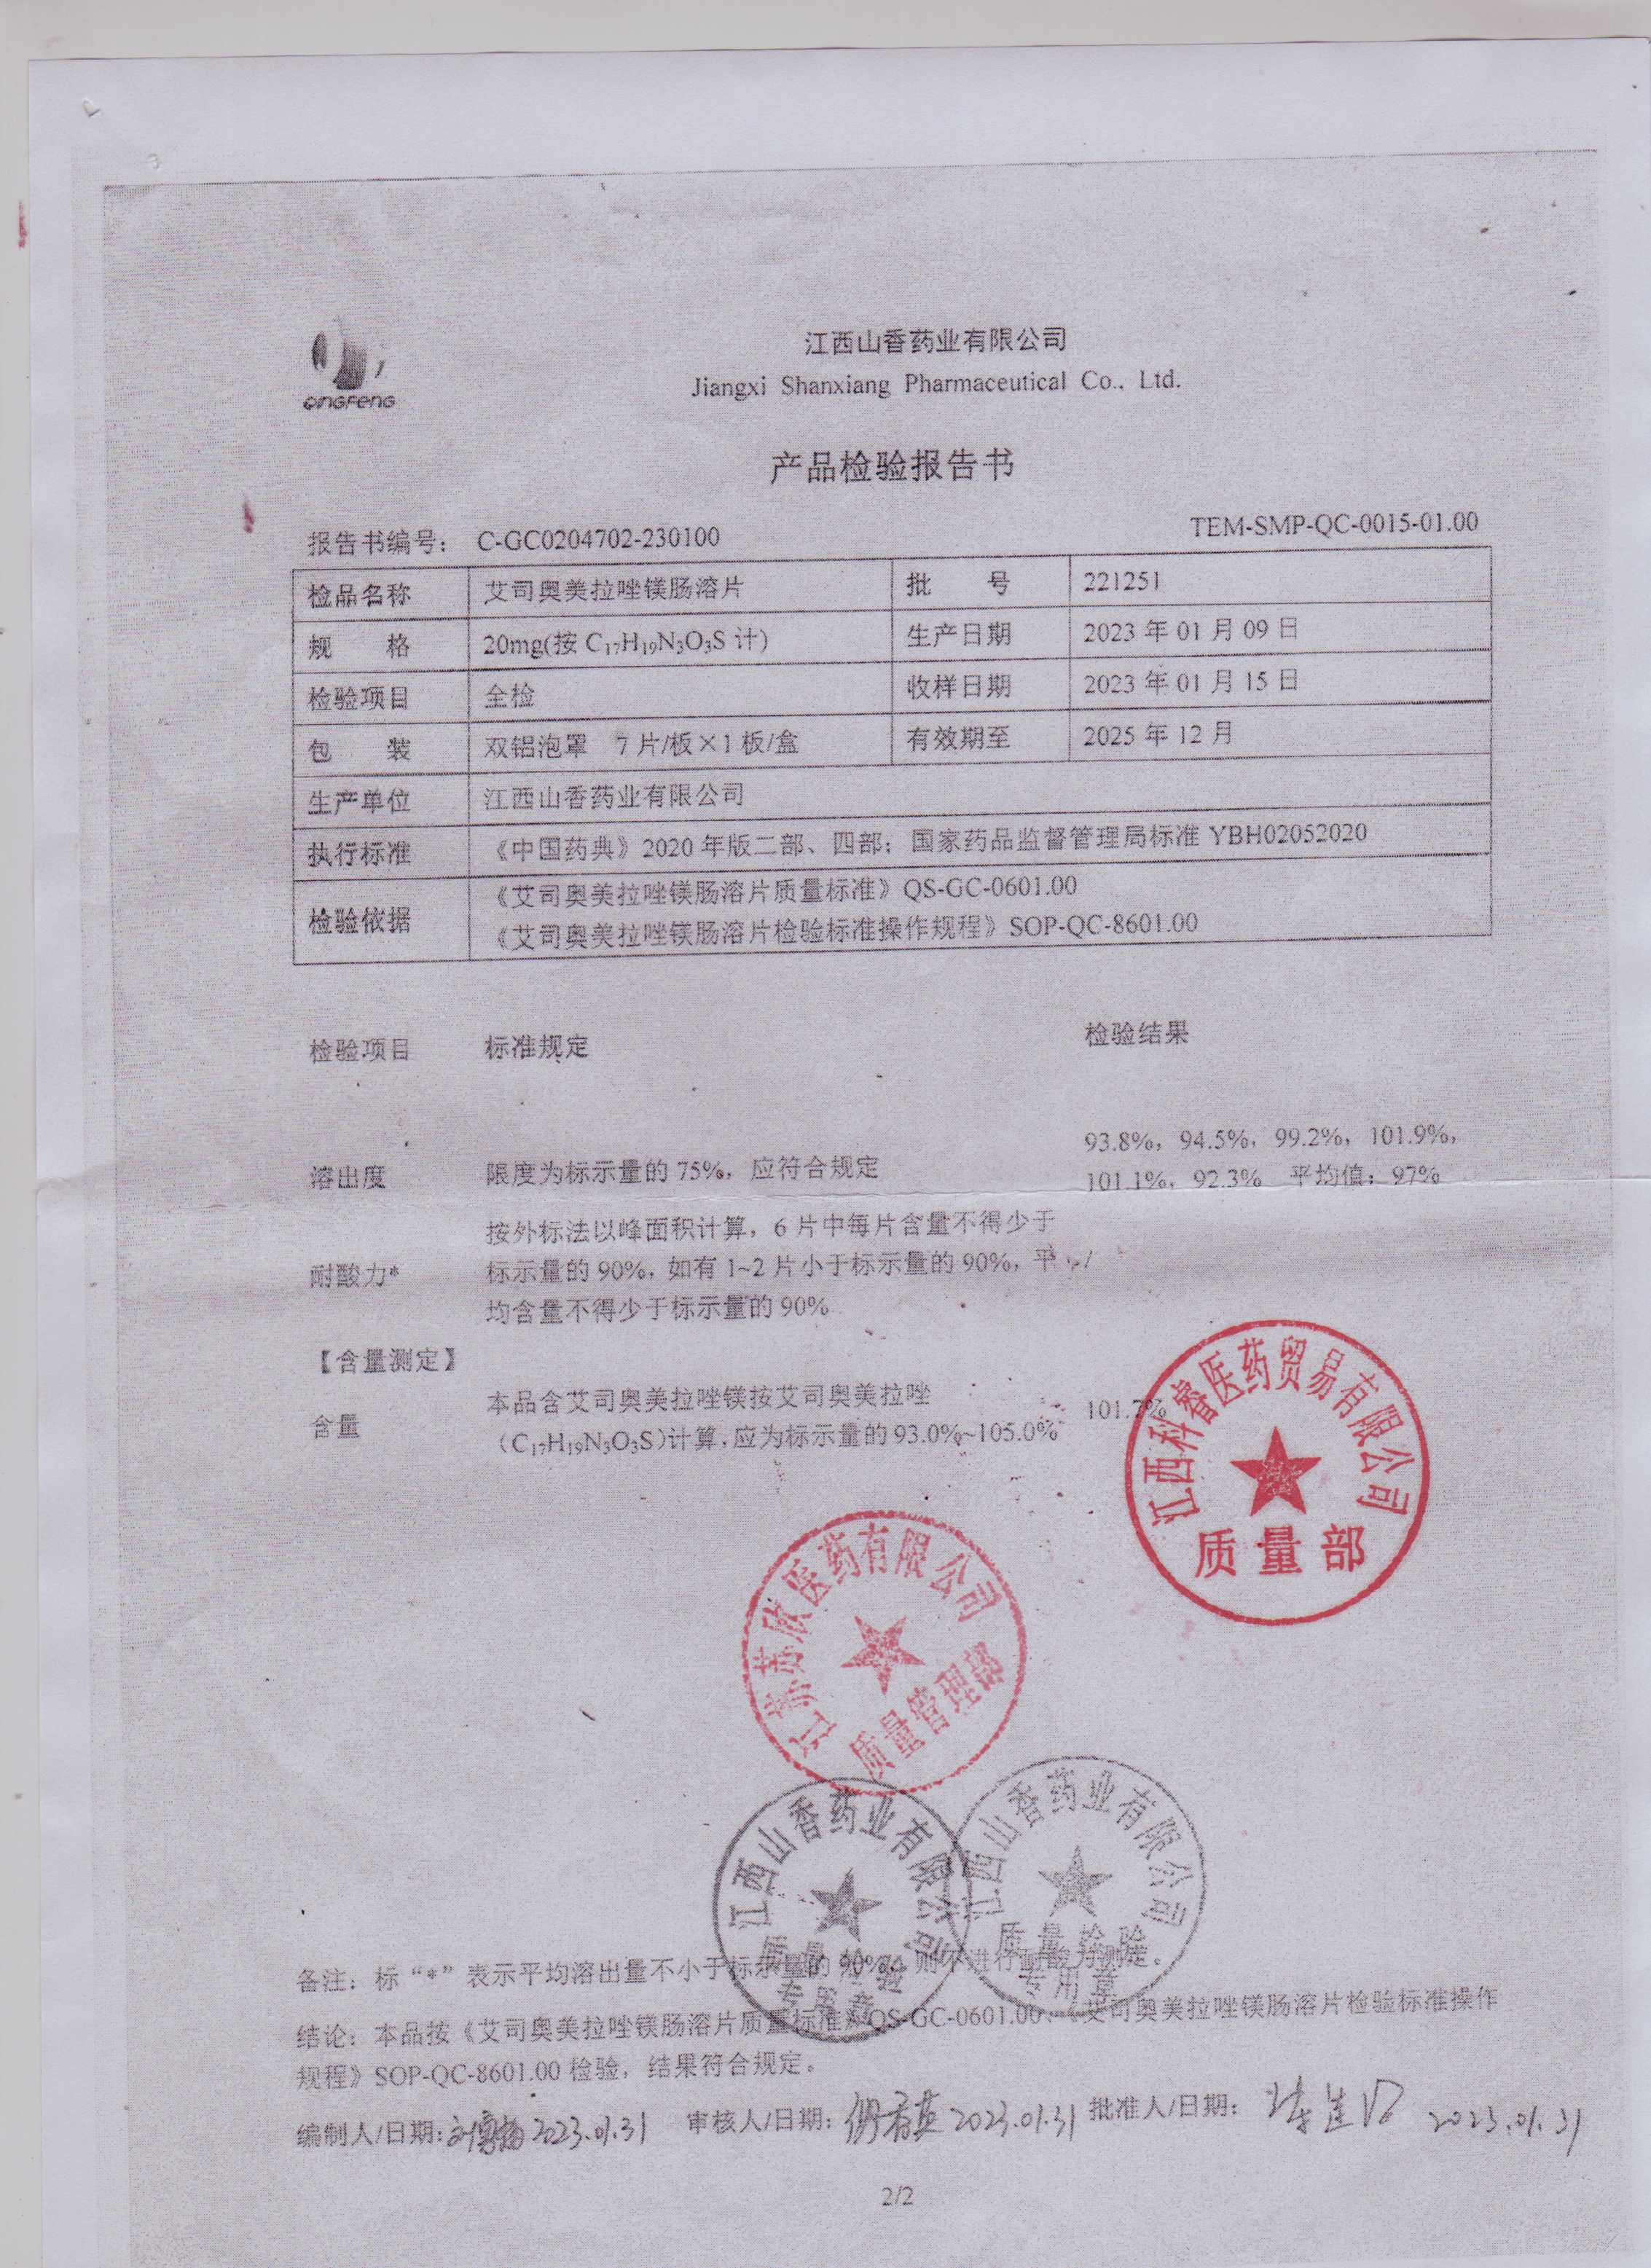 QINGFENG
江西山香药业有限公司
Jiangxi Shanxiang Pharmaceutical Co., Ltd.
产品检验报告书
报告书编号: C-GC0204702-230100 TEM-SMP-QC-0015-01.00
检品名称 艾司奥美拉唑镁肠溶片 批 号 221251
规 格 20mg(按 C₁₇H₁₉N₃O₃S 计) 生产日期 2023 年 01 月 09 日
检验项目 全检 收样日期 2023 年 01 月 15 日
包 装 双铝泡罩 7 片/板×1 板/盒 有效期至 2025 年 12 月
生产单位 江西山香药业有限公司
执行标准 《中国药典》2020 年版二部、四部；国家药品监督管理局标准 YBH02052020
检验依据 《艾司奥美拉唑镁肠溶片质量标准》QS-GC-0601.00
《艾司奥美拉唑镁肠溶片检验标准操作规程》SOP-QC-8601.00
检验项目 标准规定 检验结果
93.8%，94.5%，99.2%，101.9%，
溶出度 限度为标示量的 75%，应符合规定 101.1%，92.3% 平均值：97%
按外标法以峰面积计算，6 片中每片含量不得少于
耐酸力* 标示量的 90%，如有 1~2 片小于标示量的 90%，平 /
均含量不得少于标示量的 90%
【含量测定】
本品含艾司奥美拉唑镁按艾司奥美拉唑 101.7%
含量 （C₁₇H₁₉N₃O₃S)计算,应为标示量的 93.0%~105.0%
江西科睿医药贸易有限公司
质量部
江苏苏欣医药有限公司
质量管理部
江西山香药业有限公司
质量检验
专用章
江西山香药业有限公司
质量检验
专用章
备注：标“*”表示平均溶出量不小于标示量的 90%，则不进行耐酸力测定。
结论：本品按《艾司奥美拉唑镁肠溶片质量标准》QS-GC-0601.00、《艾司奥美拉唑镁肠溶片检验标准操作
规程》SOP-QC-8601.00 检验，结果符合规定。
编制人/日期: 2023.01.31 审核人/日期: 2023.01.31 批准人/日期: 2023.01.31
2/2